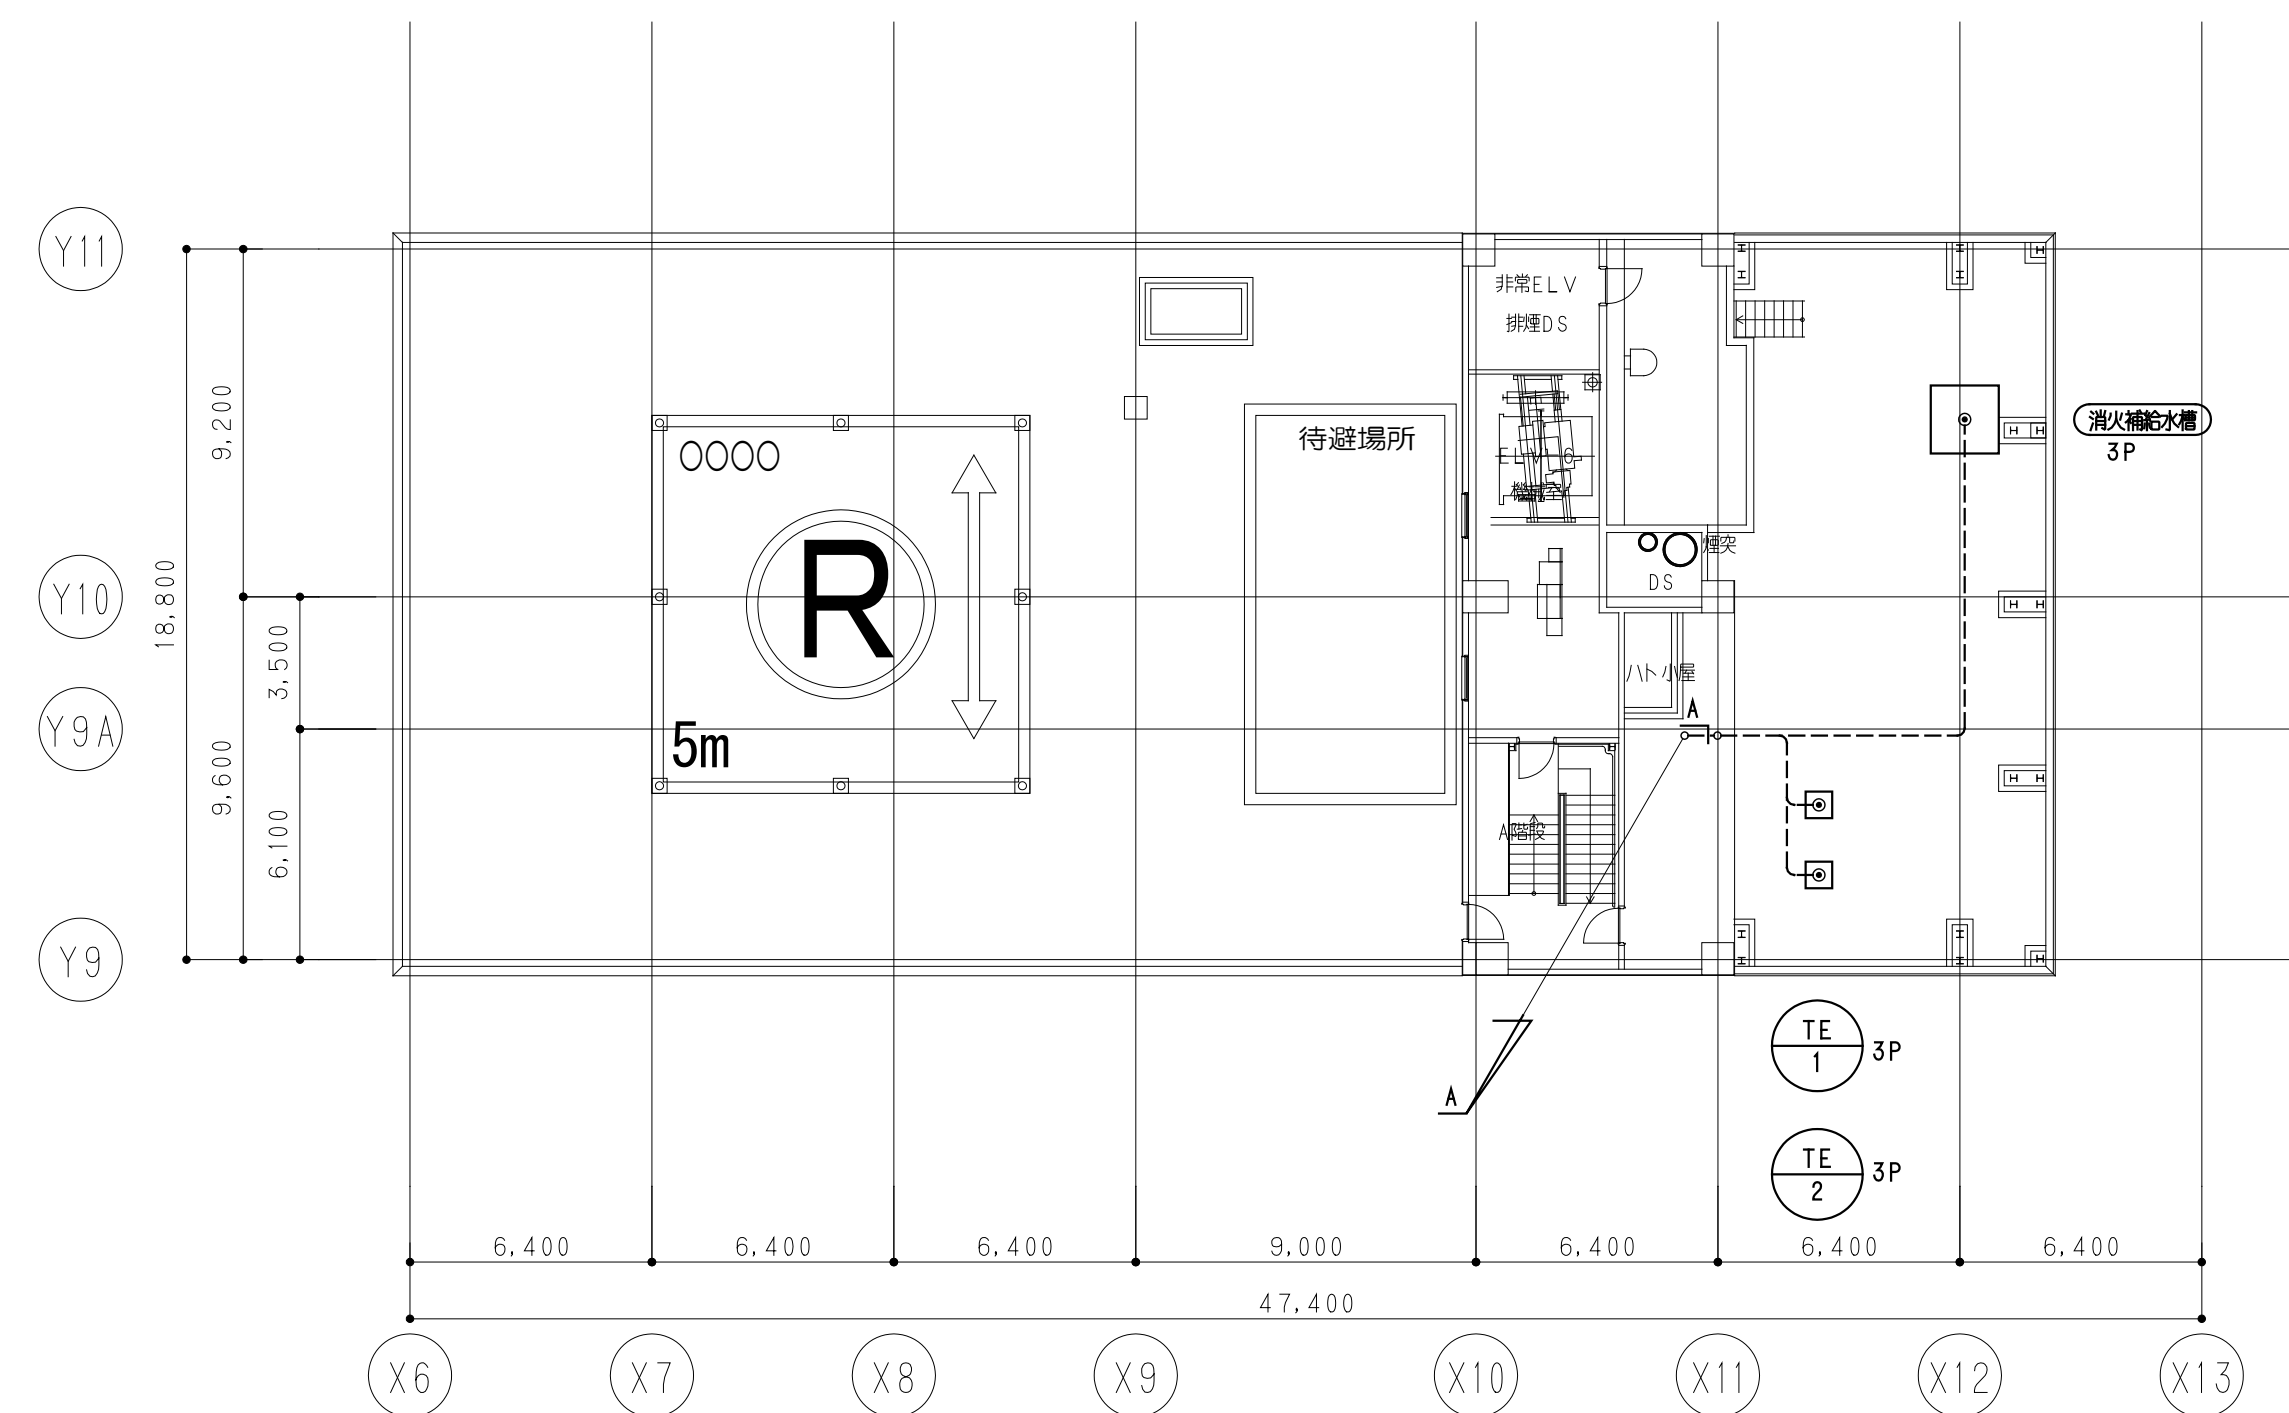 Y11
Y10
Y9A
Y9
9,200
18,800
3,500
9,600
6,100
○○○○
R
5m
待避場所
非常ELV
排煙DS
機械室
煙突
DS
ハト小屋
A
A階段
消火補給水槽
3P
A
TE
1
3P
TE
2
3P
6,400
6,400
6,400
9,000
6,400
6,400
6,400
47,400
X6
X7
X8
X9
X10
X11
X12
X13